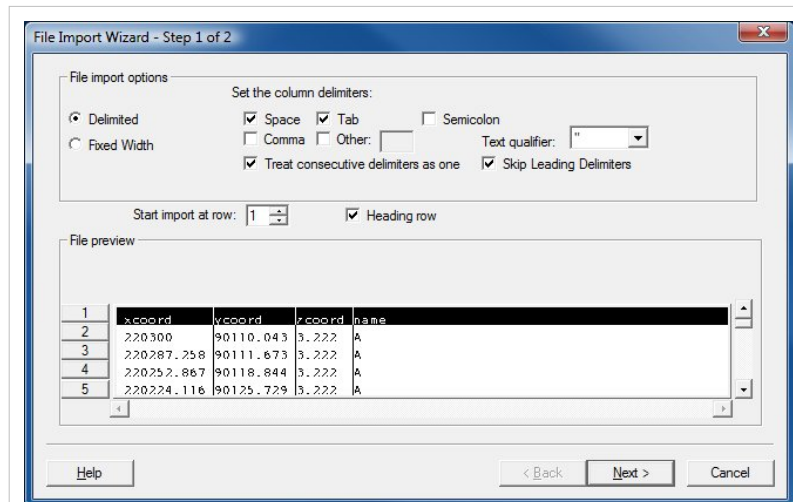 File Import Wizard - Step 1 of 2
File import options
Set the column delimiters:
Delimited
Space Tab Semicolon
Fixed Width
Comma Other: Text qualifier: "
Treat consecutive delimiters as one Skip Leading Delimiters
Start import at row: 1 Heading row
File preview
1 xcoord ycoord zcoord name
2 220300 90110.043 3.222 A
3 220287.258 90111.673 3.222 A
4 220252.867 90118.844 3.222 A
5 220224.116 90125.729 3.222 A
Help < Back Next > Cancel